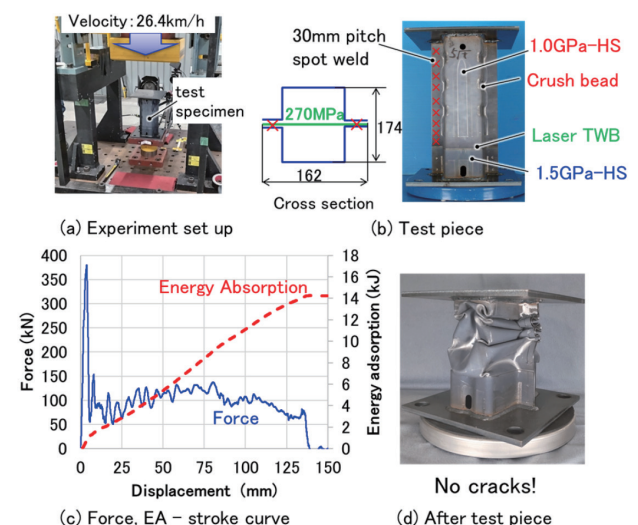 Velocity: 26.4km/h
test
specimen
(a) Experiment set up
30mm pitch
spot weld
270MPa
174
162
Cross section
1.0GPa-HS
Crush bead
Laser TWB
1.5GPa-HS
(b) Test piece
400
350
300
250
200
150
100
50
0
Force (kN)
18
16
14
12
10
8
6
4
2
0
Energy adsorption (kJ)
Energy Absorption
Force
0 25 50 75 100 125 150
Displacement (mm)
(c) Force, EA – stroke curve
No cracks!
(d) After test piece